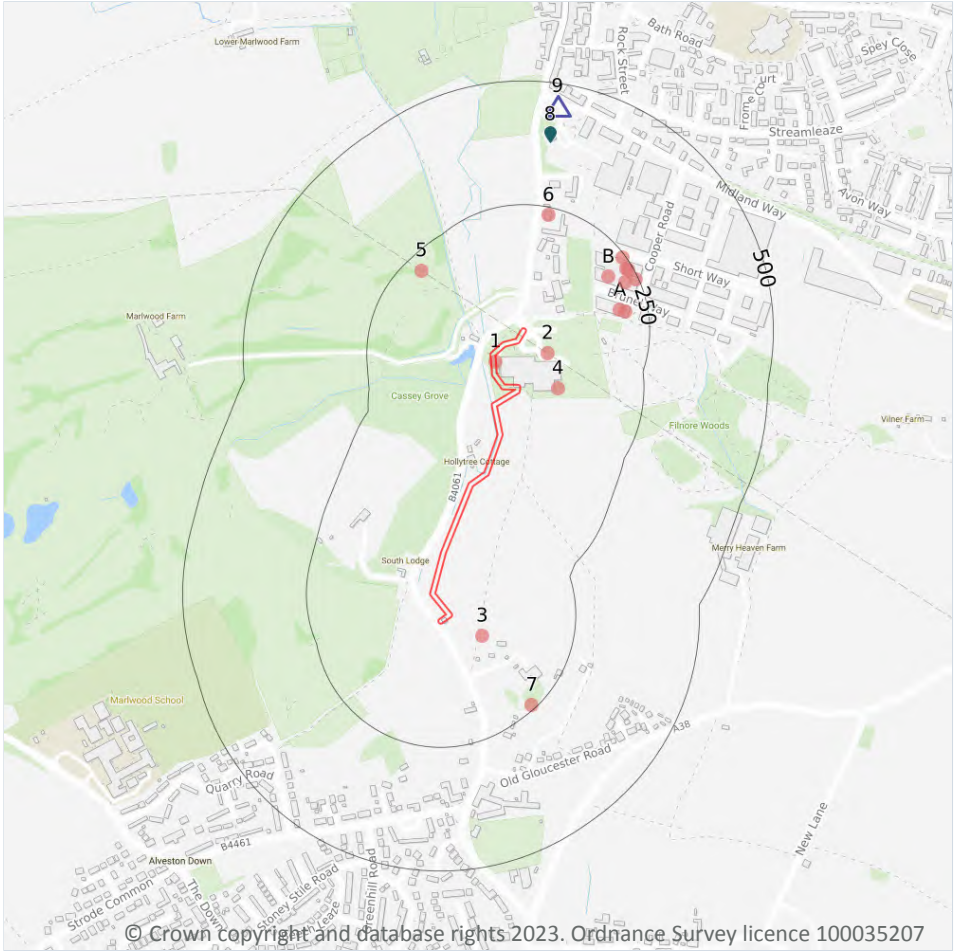 Lower Marlwood Farm
Rock Street
Bath Road
Spey Close
Frome Court
Streamleaze
9
8
Midland Way
Avon Way
6
Cooper Road
5
B
Short Way
500
A
Brunel Way
250
Marlwood Farm
1
2
4
Cassey Grove
Filnore Woods
Vilner Farm
Hollytree Cottage
B4061
Merry Heaven Farm
South Lodge
3
7
Marlwood School
A38
Old Gloucester Road
Quarry Road
New Lane
B4461
Alveston Down
Strode Common
The Down
Stoney Stile Road
Greenhill Road
© Crown copyright and database rights 2023. Ordnance Survey licence 100035207